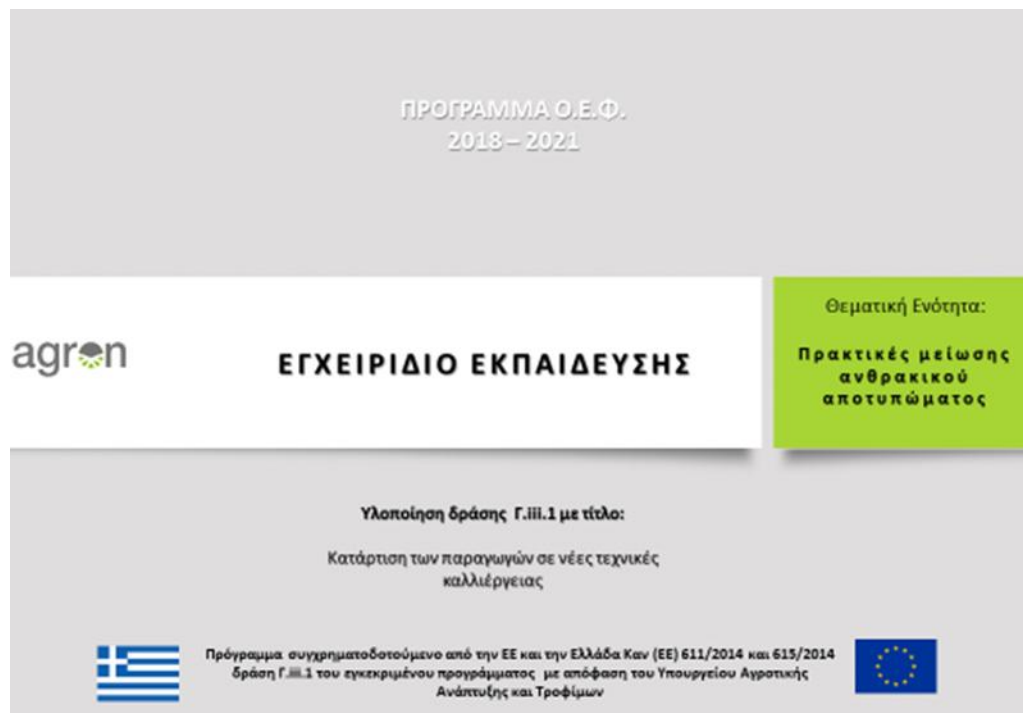 ΠΡΟΓΡΑΜΜΑ Ο.Ε.Φ.
2018 – 2021
agron
ΕΓΧΕΙΡΙΔΙΟ ΕΚΠΑΙΔΕΥΣΗΣ
Θεματική Ενότητα:
Πρακτικές μείωσης
ανθρακικού
αποτυπώματος
Υλοποίηση δράσης Γ.iii.1 με τίτλο:
Κατάρτιση των παραγωγών σε νέες τεχνικές
καλλιέργειας
Πρόγραμμα συγχρηματοδοτούμενο από την ΕΕ και την Ελλάδα Καν (ΕΕ) 611/2014 και 615/2014
δράση Γ.iii.1 του εγκεκριμένου προγράμματος με απόφαση του Υπουργείου Αγροτικής
Ανάπτυξης και Τροφίμων